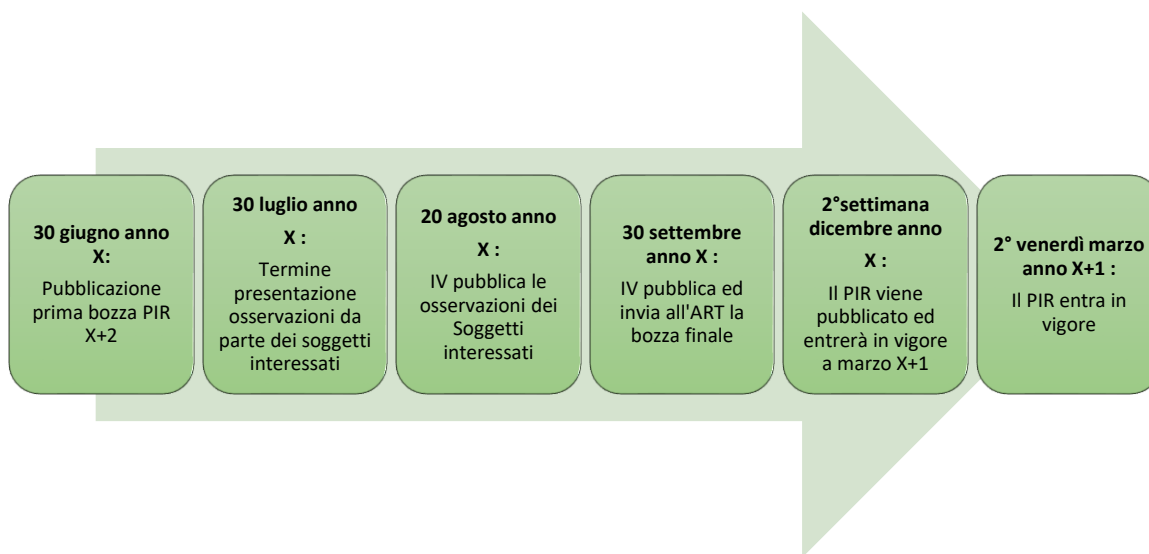 30 giugno anno
X:
Pubblicazione
prima bozza PIR
X+2
30 luglio anno
X :
Termine
presentazione
osservazioni da
parte dei soggetti
interessati
20 agosto anno
X :
IV pubblica le
osservazioni dei
Soggetti
interessati
30 settembre
anno X :
IV pubblica ed
invia all'ART la
bozza finale
2°settimana
dicembre anno
X :
Il PIR viene
pubblicato ed
entrerà in vigore
a marzo X+1
2° venerdì marzo
anno X+1 :
Il PIR entra in
vigore